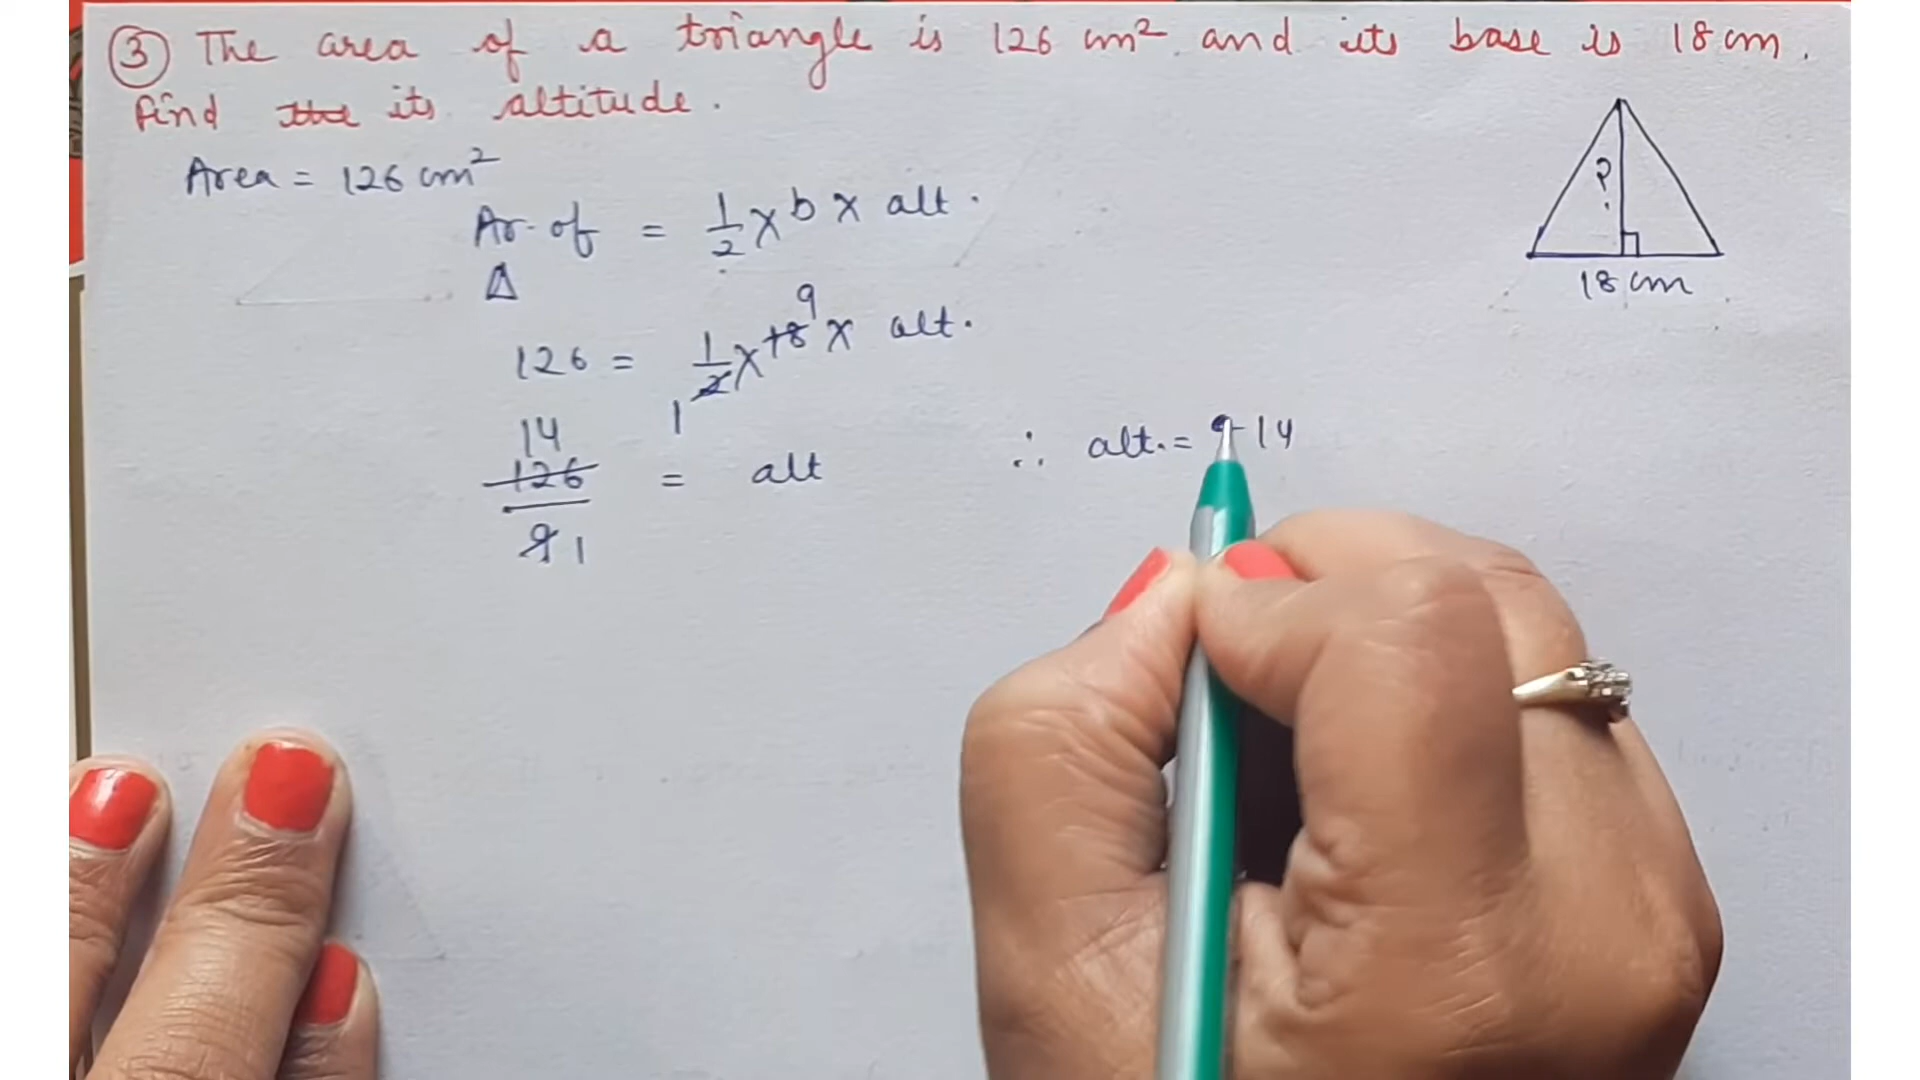 ③ The area of a triangle is 126 cm² and its base is 18 cm.
find the its altitude.
Area = 126 cm²
Ar. of Δ = 1/2 x b x alt.
126 = 1/2 x 18 x alt.
9
1
14
126/9 = alt
1
∴ alt. = 14
?
18 cm